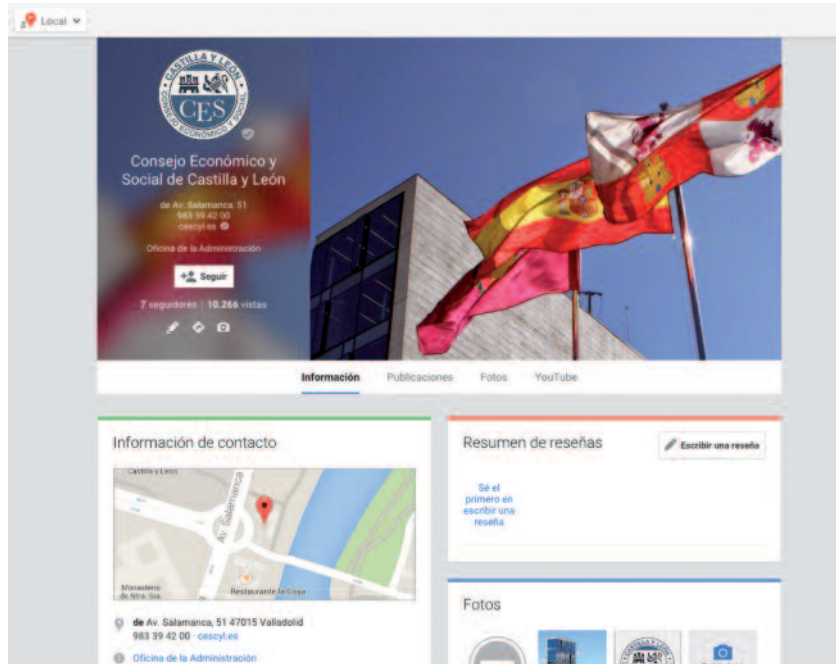 Local
CASTILLA Y LEÓN
CES
CONSEJO ECONÓMICO Y SOCIAL
Consejo Económico y
Social de Castilla y León
de Av. Salamanca, 51
983 39 42 00
cescyl.es
Oficina de la Administración
Seguir
7 seguidores | 10.266 vistas
Información Publicaciones Fotos YouTube
Información de contacto
Castilla y León
Av. Salamanca
Monasterio
de Ntra. Sra.
Restaurante la Goya
de Av. Salamanca, 51 47015 Valladolid
983 39 42 00 · cescyl.es
Oficina de la Administración
Resumen de reseñas
Escribir una reseña
Sé el
primero en
escribir una
reseña
Fotos